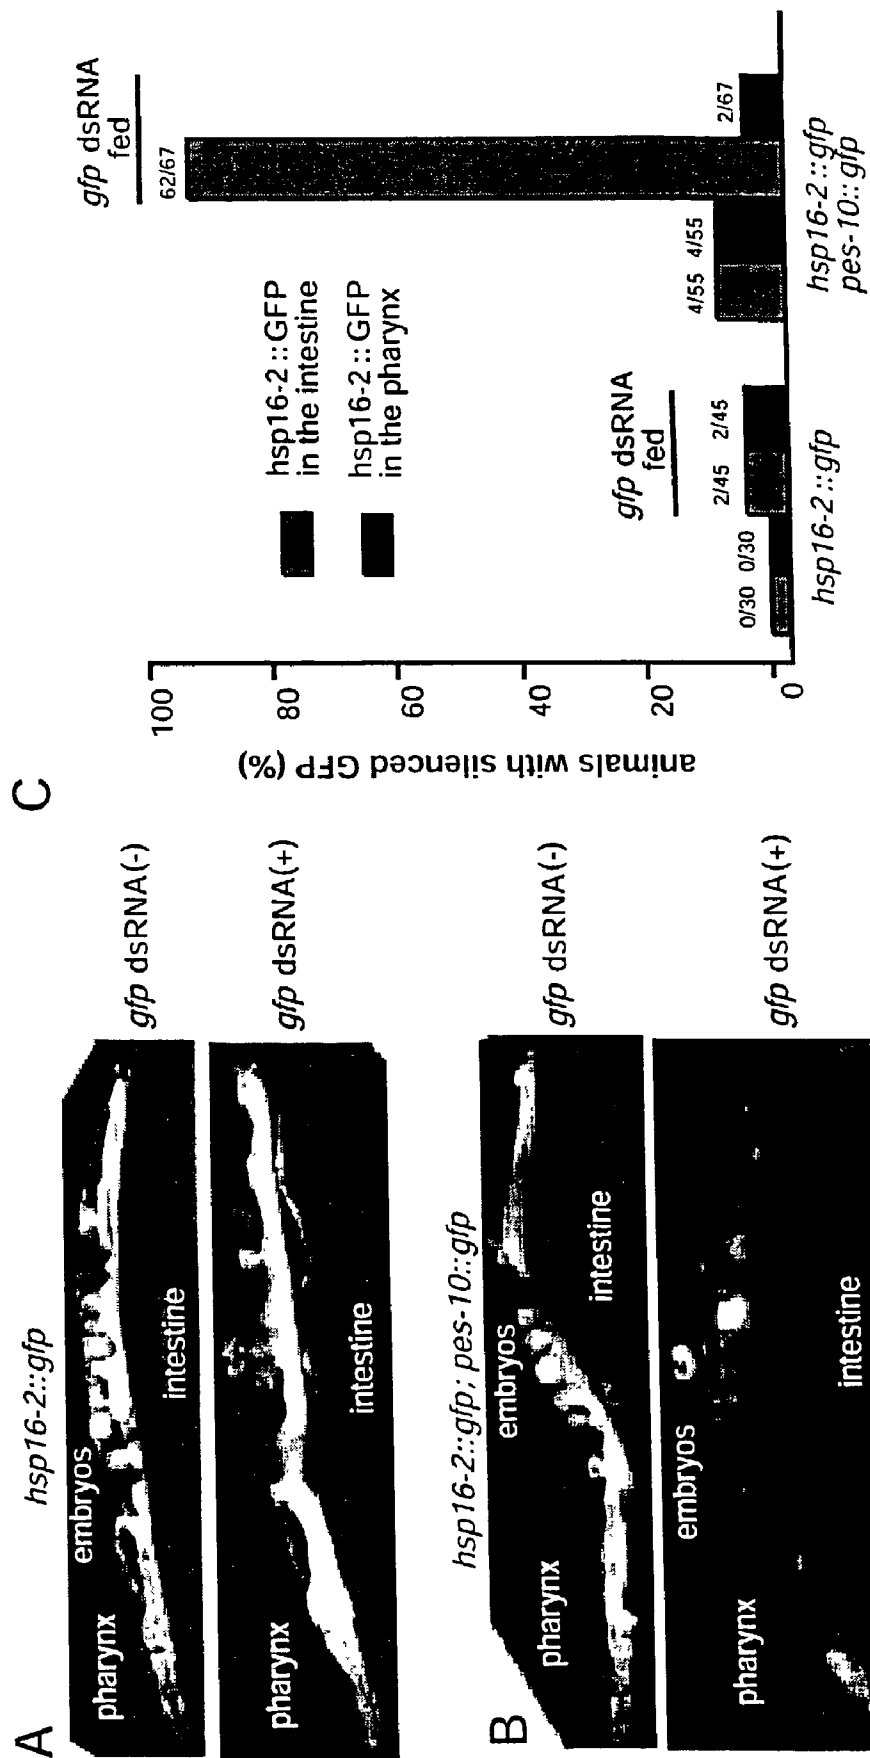 A
hsp16-2::gfp
pharynx
embryos
intestine
gfp dsRNA(-)
pharynx
intestine
gfp dsRNA(+)
B
hsp16-2::gfp; pes-10::gfp
pharynx
embryos
intestine
gfp dsRNA(-)
pharynx
embryos
intestine
gfp dsRNA(+)
C
animals with silenced GFP (%)
100
80
60
40
20
0
hsp16-2::GFP
in the intestine
hsp16-2::GFP
in the pharynx
gfp dsRNA
fed
gfp dsRNA
fed
0/30 0/30
2/45 2/45
4/55 4/55
62/67
2/67
hsp16-2::gfp
hsp16-2::gfp
pes-10::gfp